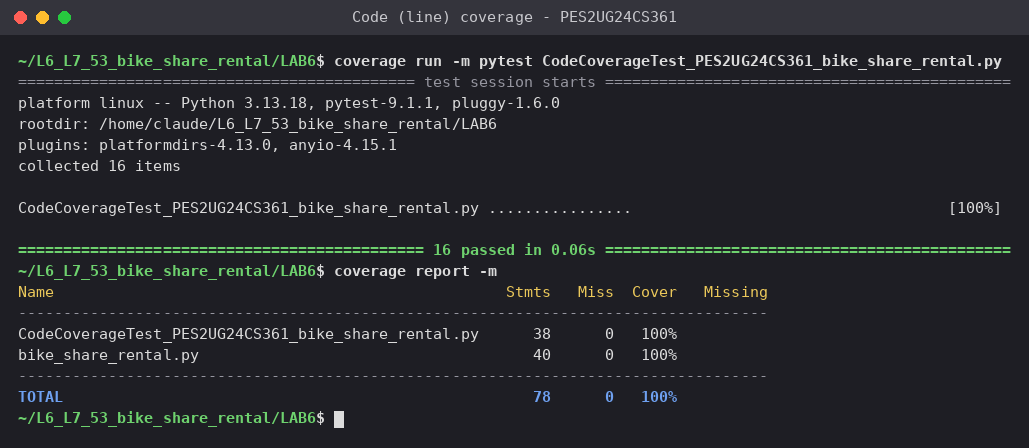 Code (line) coverage - PES2UG24CS361
~/L6_L7_53_bike_share_rental/LAB6$ coverage run -m pytest CodeCoverageTest_PES2UG24CS361_bike_share_rental.py
============================================ test session starts =============================================
platform linux -- Python 3.13.18, pytest-9.1.1, pluggy-1.6.0
rootdir: /home/claude/L6_L7_53_bike_share_rental/LAB6
plugins: platformdirs-4.13.0, anyio-4.15.1
collected 16 items
CodeCoverageTest_PES2UG24CS361_bike_share_rental.py ................ [100%]
============================================= 16 passed in 0.06s =============================================
~/L6_L7_53_bike_share_rental/LAB6$ coverage report -m
Name Stmts Miss Cover Missing
-----------------------------------------------------------------------------------
CodeCoverageTest_PES2UG24CS361_bike_share_rental.py 38 0 100%
bike_share_rental.py 40 0 100%
-----------------------------------------------------------------------------------
TOTAL 78 0 100%
~/L6_L7_53_bike_share_rental/LAB6$